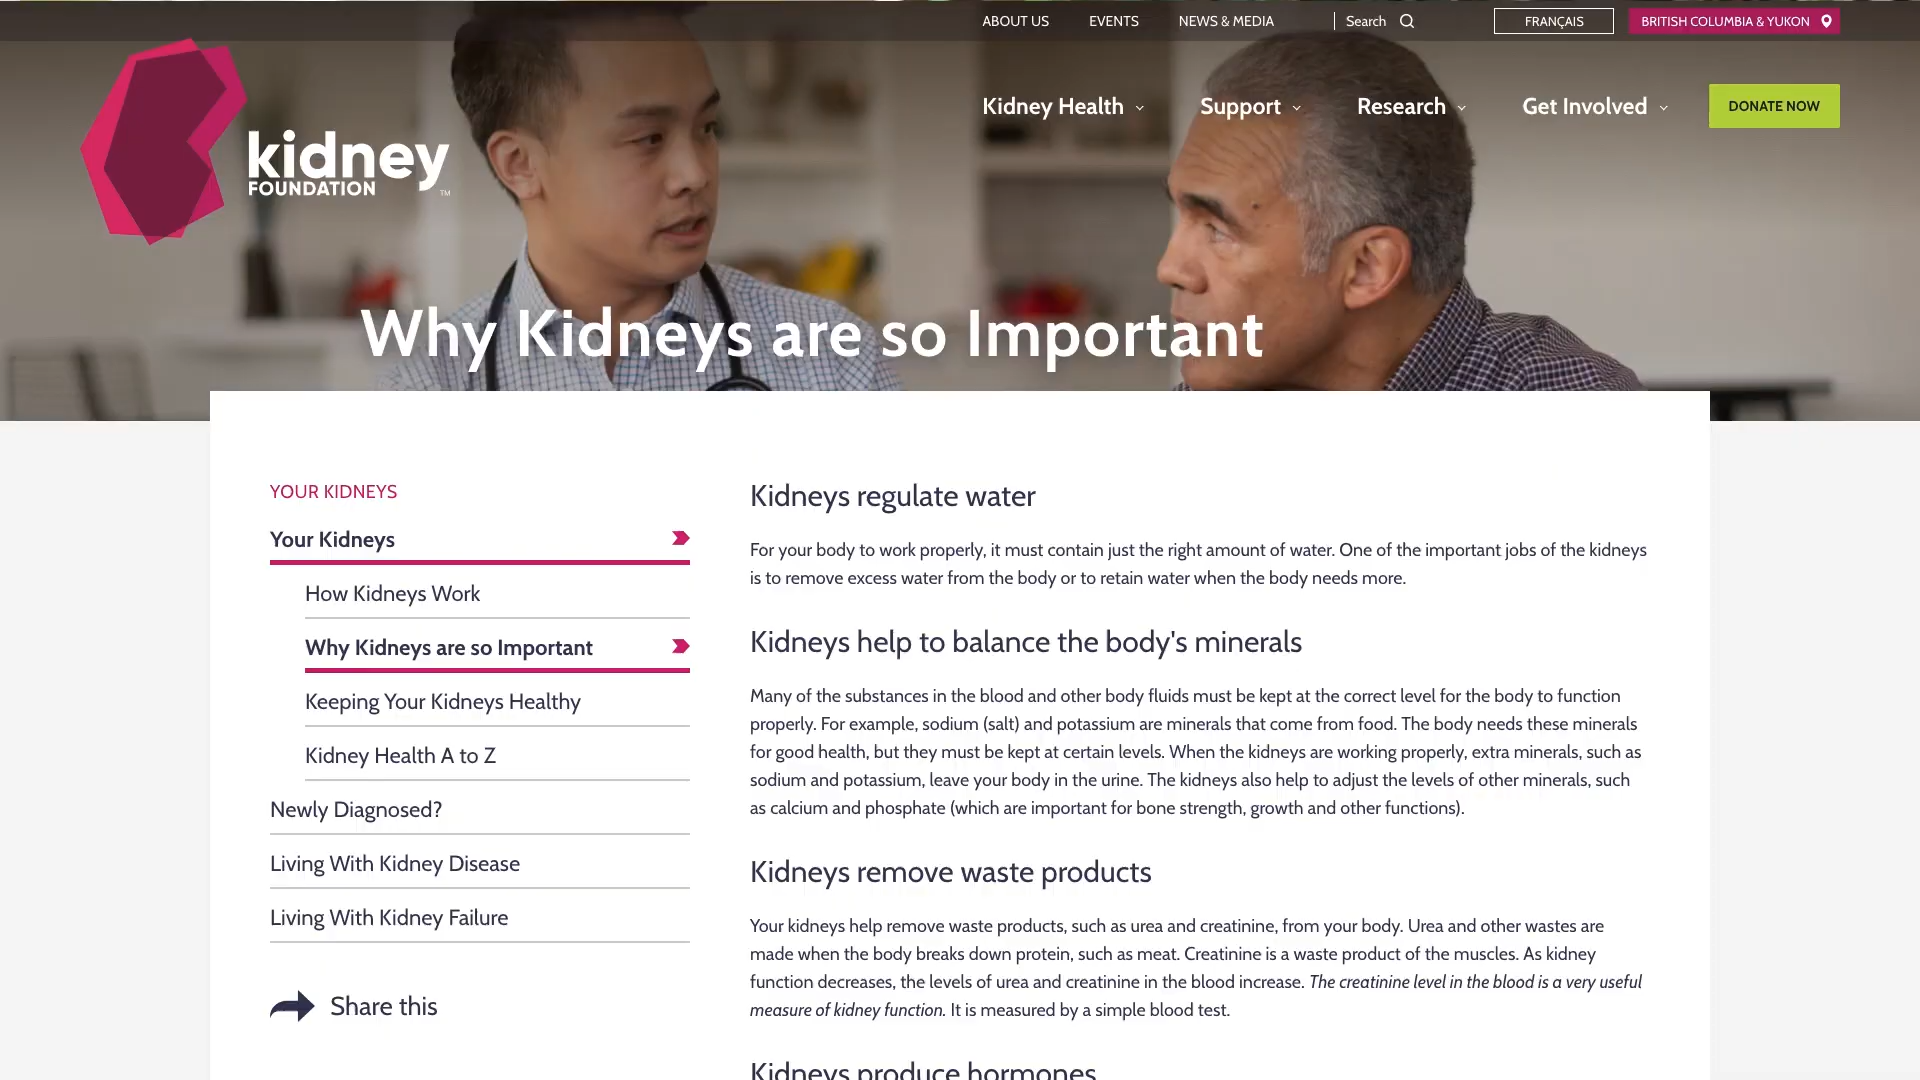 ABOUT US EVENTS NEWS & MEDIA Search FRANÇAIS BRITISH COLUMBIA & YUKON
Kidney Health Support Research Get Involved DONATE NOW
kidney
FOUNDATION™
Why Kidneys are so Important
YOUR KIDNEYS
Your Kidneys
How Kidneys Work
Why Kidneys are so Important
Keeping Your Kidneys Healthy
Kidney Health A to Z
Newly Diagnosed?
Living With Kidney Disease
Living With Kidney Failure
Share this
Kidneys regulate water
For your body to work properly, it must contain just the right amount of water. One of the important jobs of the kidneys
is to remove excess water from the body or to retain water when the body needs more.
Kidneys help to balance the body's minerals
Many of the substances in the blood and other body fluids must be kept at the correct level for the body to function
properly. For example, sodium (salt) and potassium are minerals that come from food. The body needs these minerals
for good health, but they must be kept at certain levels. When the kidneys are working properly, extra minerals, such as
sodium and potassium, leave your body in the urine. The kidneys also help to adjust the levels of other minerals, such
as calcium and phosphate (which are important for bone strength, growth and other functions).
Kidneys remove waste products
Your kidneys help remove waste products, such as urea and creatinine, from your body. Urea and other wastes are
made when the body breaks down protein, such as meat. Creatinine is a waste product of the muscles. As kidney
function decreases, the levels of urea and creatinine in the blood increase. The creatinine level in the blood is a very useful
measure of kidney function. It is measured by a simple blood test.
Kidneys produce hormones